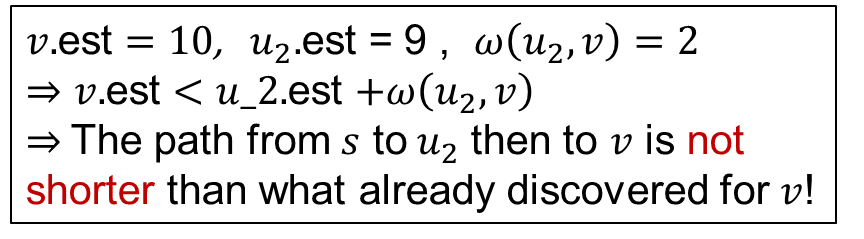 𝑣.est = 10, 𝑢₂.est = 9 , 𝜔(𝑢₂, 𝑣) = 2
⇒ 𝑣.est < 𝑢_2.est +𝜔(𝑢₂, 𝑣)
⇒ The path from 𝑠 to 𝑢₂ then to 𝑣 is not
shorter than what already discovered for 𝑣!